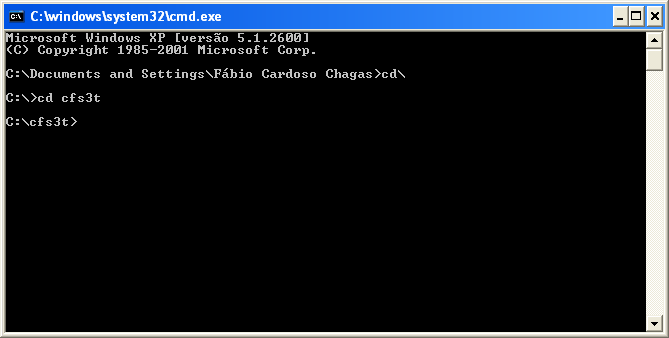 C:\windows\system32\cmd.exe
Microsoft Windows XP [versão 5.1.2600]
(C) Copyright 1985-2001 Microsoft Corp.
C:\Documents and Settings\Fábio Cardoso Chagas>cd\
C:\>cd cfs3t
C:\cfs3t>